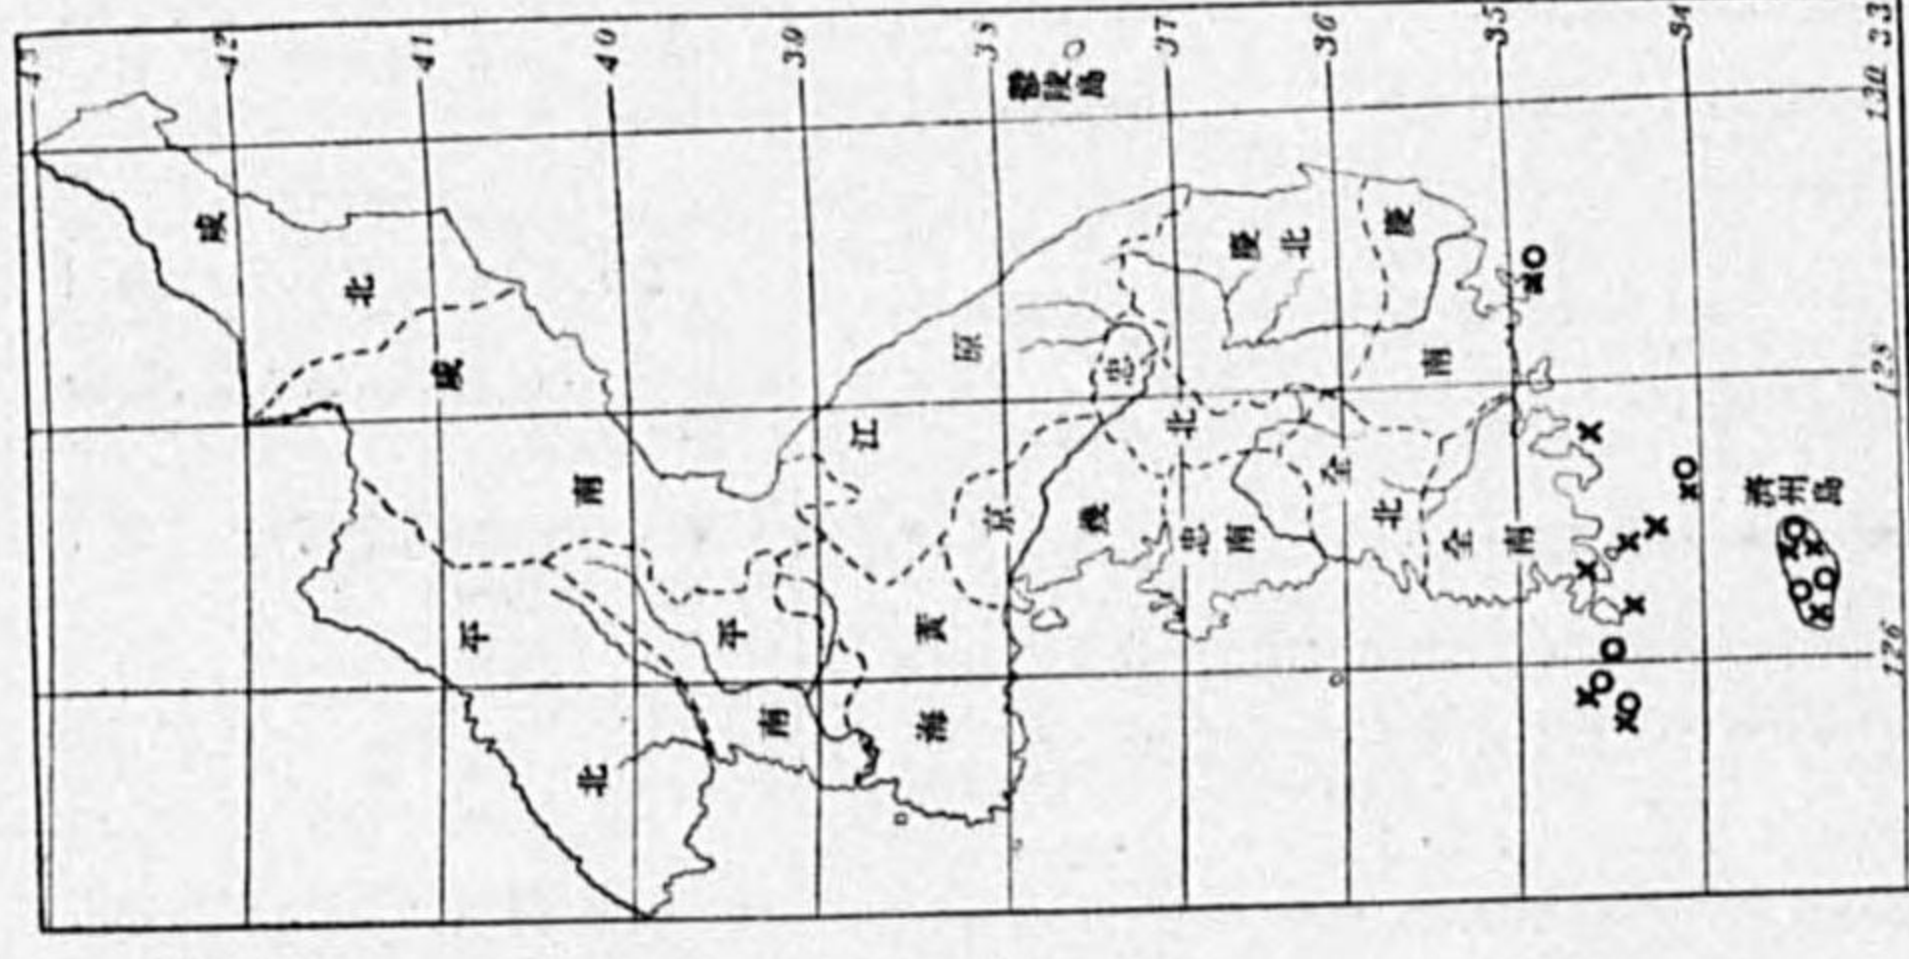 43
42
41
40
39
38
37
36
35
34
33
130
128
126
咸
北
咸
南
平
北
平
南
江
原
京
畿
黃
海
忠
北
忠
南
慶
北
慶
南
全
北
全
南
鬱陵島
濟州島